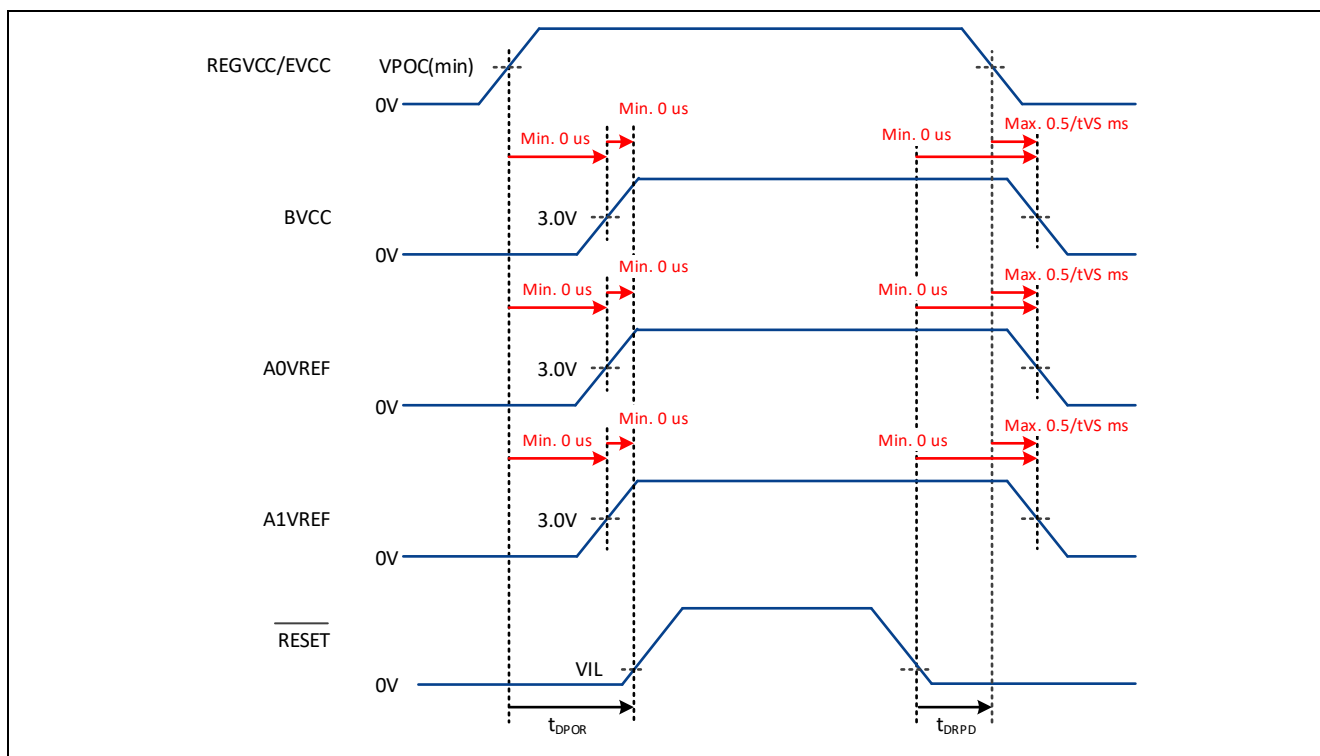 REGVCC/EVCC VPOC(min)
0V
Min. 0 us
Min. 0 us
Max. 0.5/tVS ms
Min. 0 us
BVCC 3.0V
0V
Min. 0 us
Min. 0 us
Max. 0.5/tVS ms
Min. 0 us
A0VREF 3.0V
0V
Min. 0 us
Min. 0 us
Max. 0.5/tVS ms
Min. 0 us
A1VREF 3.0V
0V
RESET
VIL
0V
tDPOR tDRPD